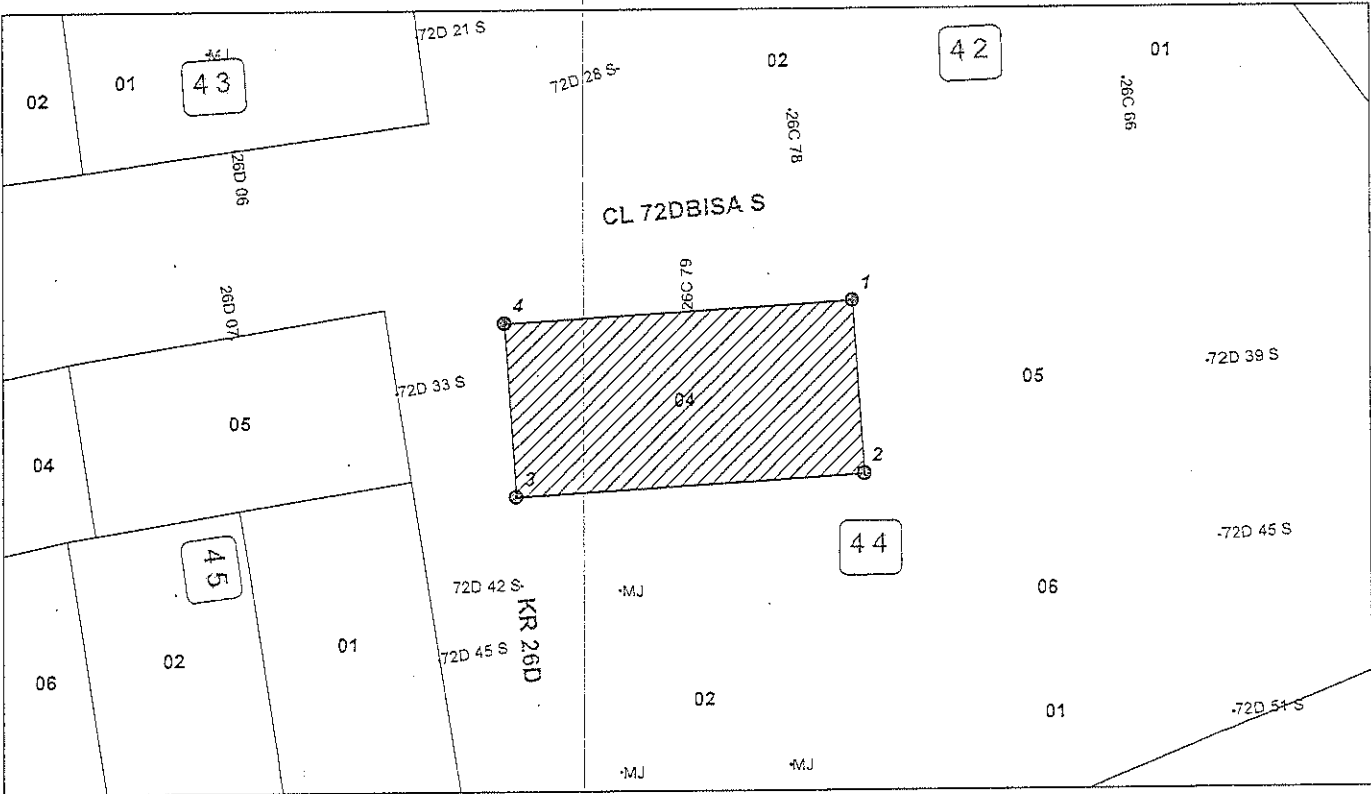 72D 21 S
MJ
01
43
02
72D 28 S
02
42
01
26C 66
26C 78
26D 06
CL 72DBISA S
26C 79
1
4
26D 07
72D 39 S
72D 33 S
05
04
05
04
2
3
72D 45 S
44
45
72D 42 S
MJ
06
KR 26D
01
72D 45 S
02
06
02
01
72D 51 S
MJ
MJ